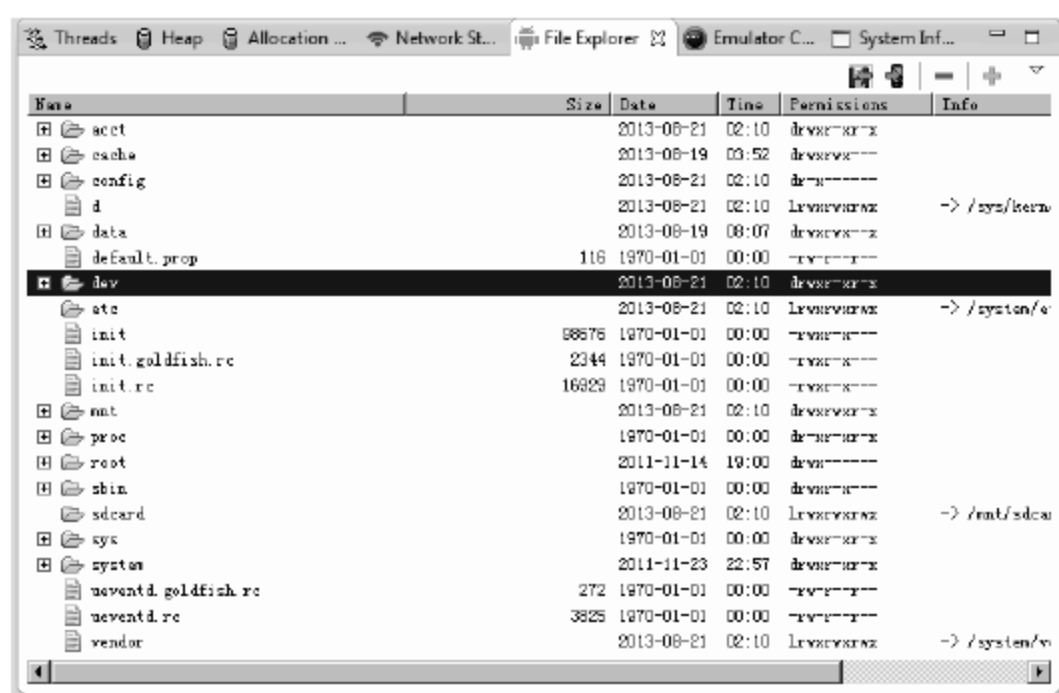 Threads Heap Allocation ... Network St... File Explorer Emulator C... System Inf...
Name Size Date Time Permissions Info
acct 2013-08-21 02:10 drwxr-xr-x
cache 2013-08-19 03:52 drwxrwx---
config 2013-08-21 02:10 dr-x------
d 2013-08-21 02:10 lrwxrwxrwx -> /sys/kern
data 2013-08-19 08:07 drwxrwx--x
default.prop 116 1970-01-01 00:00 -rw-r--r--
dev 2013-08-21 02:10 drwxr-xr-x
etc 2013-08-21 02:10 lrwxrwxrwx -> /system/e
init 98676 1970-01-01 00:00 -rwxr-x---
init.goldfish.rc 2344 1970-01-01 00:00 -rwxr-x---
init.rc 16929 1970-01-01 00:00 -rwxr-x---
mnt 2013-08-21 02:10 drwxrwxr-x
proc 1970-01-01 00:00 dr-xr-xr-x
root 2011-11-14 19:00 drwx------
sbin 1970-01-01 00:00 drwxr-x---
sdcard 2013-08-21 02:10 lrwxrwxrwx -> /mnt/sdca
sys 1970-01-01 00:00 drwxr-xr-x
system 2011-11-23 22:57 drwxr-xr-x
ueventd.goldfish.rc 272 1970-01-01 00:00 -rw-r--r--
ueventd.rc 3825 1970-01-01 00:00 -rw-r--r--
vendor 2013-08-21 02:10 lrwxrwxrwx -> /system/v